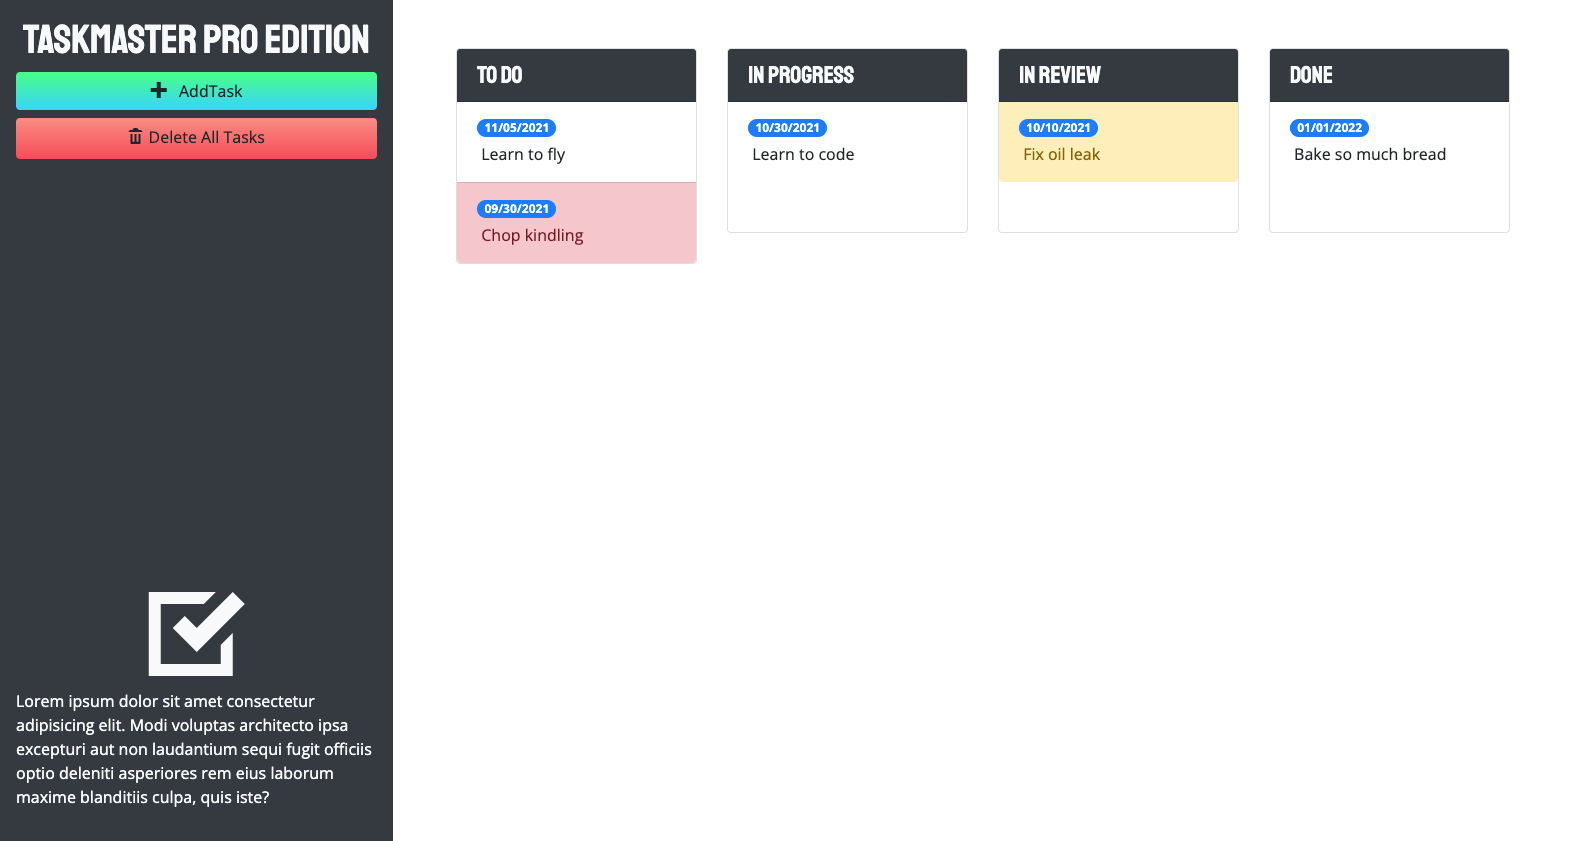 TASKMASTER PRO EDITION
AddTask
Delete All Tasks
Lorem ipsum dolor sit amet consectetur
adipisicing elit. Modi voluptas architecto ipsa
excepturi aut non laudantium sequi fugit officiis
optio deleniti asperiores rem eius laborum
maxime blanditiis culpa, quis iste?
TO DO
11/05/2021
Learn to fly
09/30/2021
Chop kindling
IN PROGRESS
10/30/2021
Learn to code
IN REVIEW
10/10/2021
Fix oil leak
DONE
01/01/2022
Bake so much bread